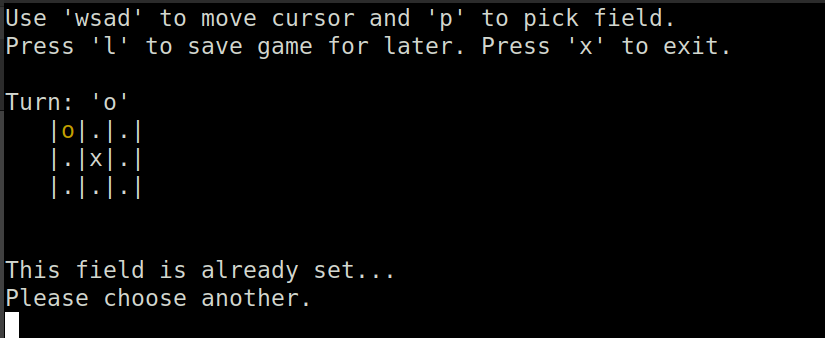 Use 'wsad' to move cursor and 'p' to pick field.
Press 'l' to save game for later. Press 'x' to exit.
Turn: 'o'
|o|.|.|
|.|x|.|
|.|.|.|
This field is already set...
Please choose another.